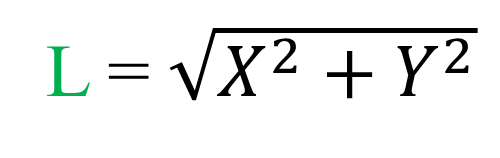 L = √X² + Y²